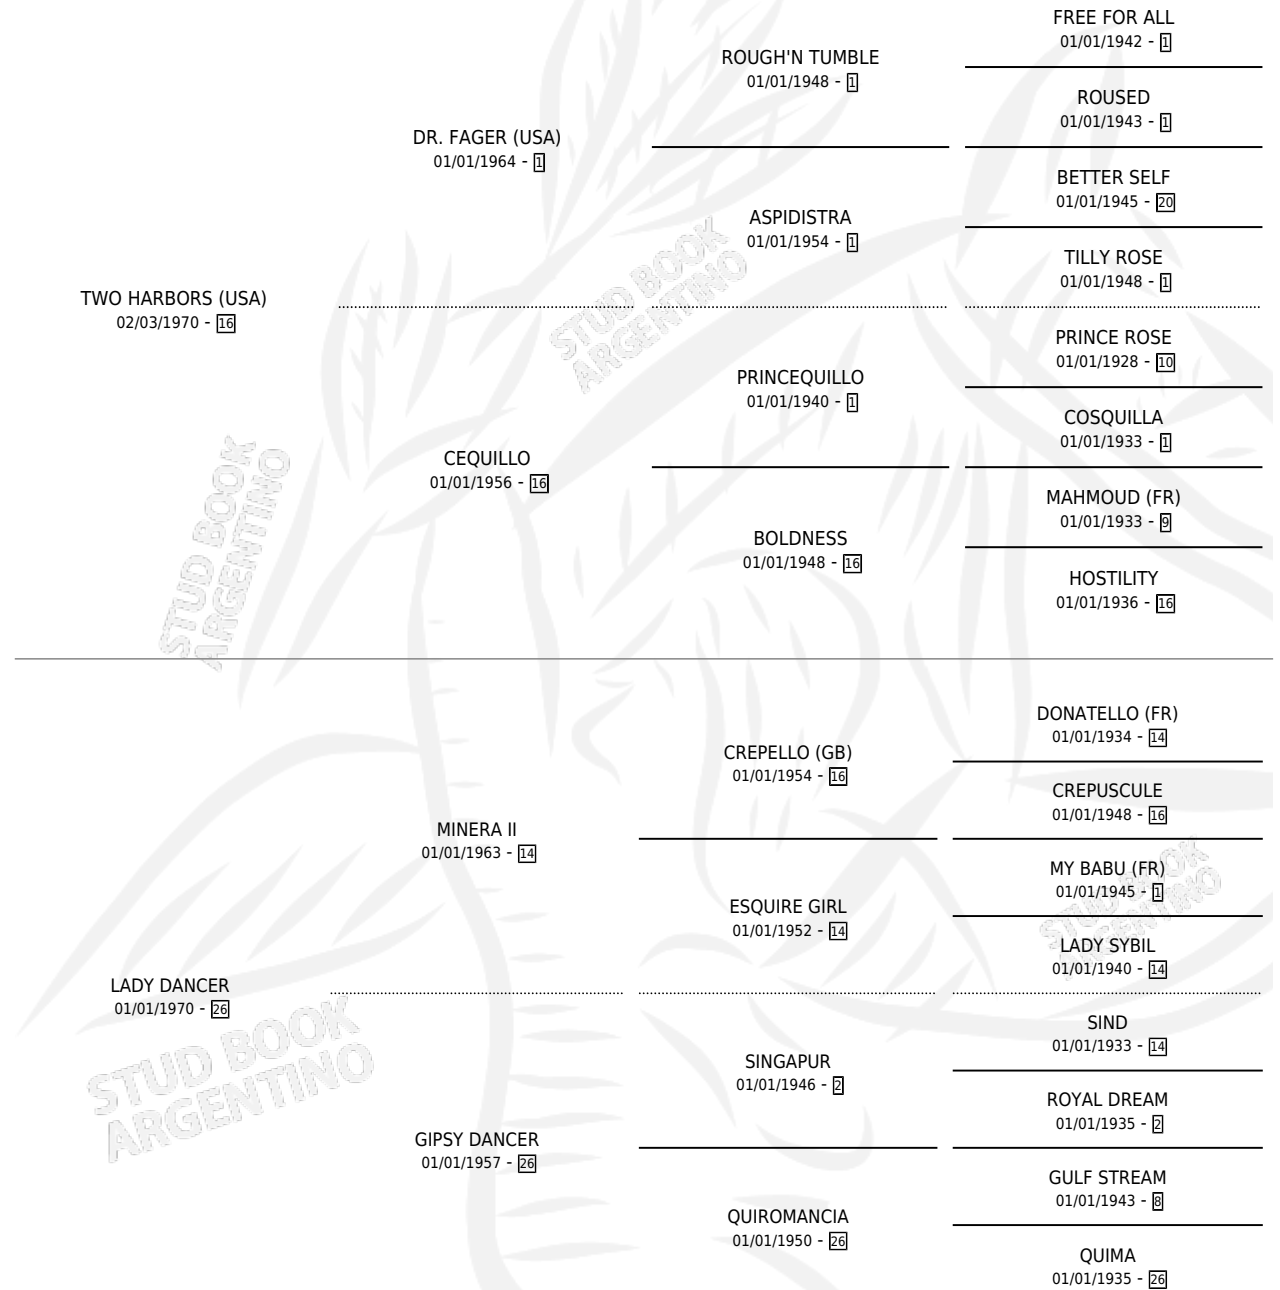 FREE FOR ALL
01/01/1942 - 1
ROUGH'N TUMBLE
01/01/1948 - 1
ROUSED
01/01/1943 - 1
DR. FAGER (USA)
01/01/1964 - 1
BETTER SELF
01/01/1945 - 20
ASPIDISTRA
01/01/1954 - 1
TILLY ROSE
01/01/1948 - 1
TWO HARBORS (USA)
02/03/1970 - 16
STUD BOOK
ARGENTINO
PRINCE ROSE
01/01/1928 - 10
PRINCEQUILLO
01/01/1940 - 1
COSQUILLA
01/01/1933 - 1
CEQUILLO
01/01/1956 - 16
MAHMOUD (FR)
01/01/1933 - 9
BOLDNESS
01/01/1948 - 16
HOSTILITY
01/01/1936 - 16
STUD BOOK
ARGENTINO
DONATELLO (FR)
01/01/1934 - 14
CREPELLO (GB)
01/01/1954 - 16
CREPUSCULE
01/01/1948 - 16
MINERA II
01/01/1963 - 14
MY BABU (FR)
01/01/1945 - 1
ESQUIRE GIRL
01/01/1952 - 14
STUD BOOK
ARGENTINO
LADY SYBIL
01/01/1940 - 14
LADY DANCER
01/01/1970 - 26
SIND
01/01/1933 - 14
SINGAPUR
01/01/1946 - 2
ROYAL DREAM
01/01/1935 - 2
STUD BOOK
ARGENTINO
GIPSY DANCER
01/01/1957 - 26
GULF STREAM
01/01/1943 - 8
QUIROMANCIA
01/01/1950 - 26
QUIMA
01/01/1935 - 26